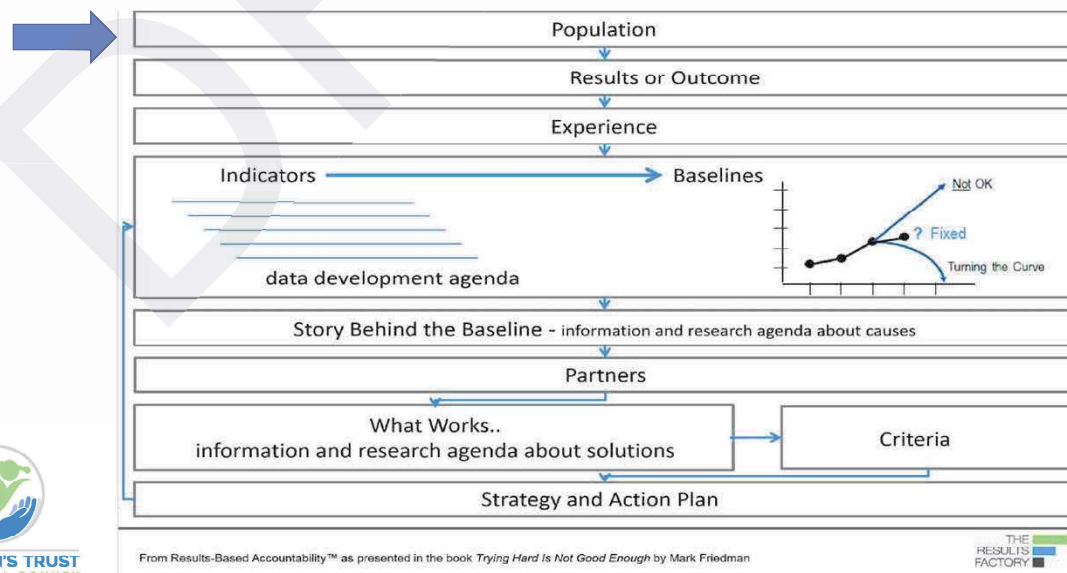 Population
Results or Outcome
Experience
Indicators
Baselines
Not OK
? Fixed
Turning the Curve
data development agenda
Story Behind the Baseline - information and research agenda about causes
Partners
What Works..
information and research agenda about solutions
Criteria
Strategy and Action Plan
'S TRUST
From Results-Based Accountability™ as presented in the book Trying Hard Is Not Good Enough by Mark Friedman
THE
RESULTS
FACTORY